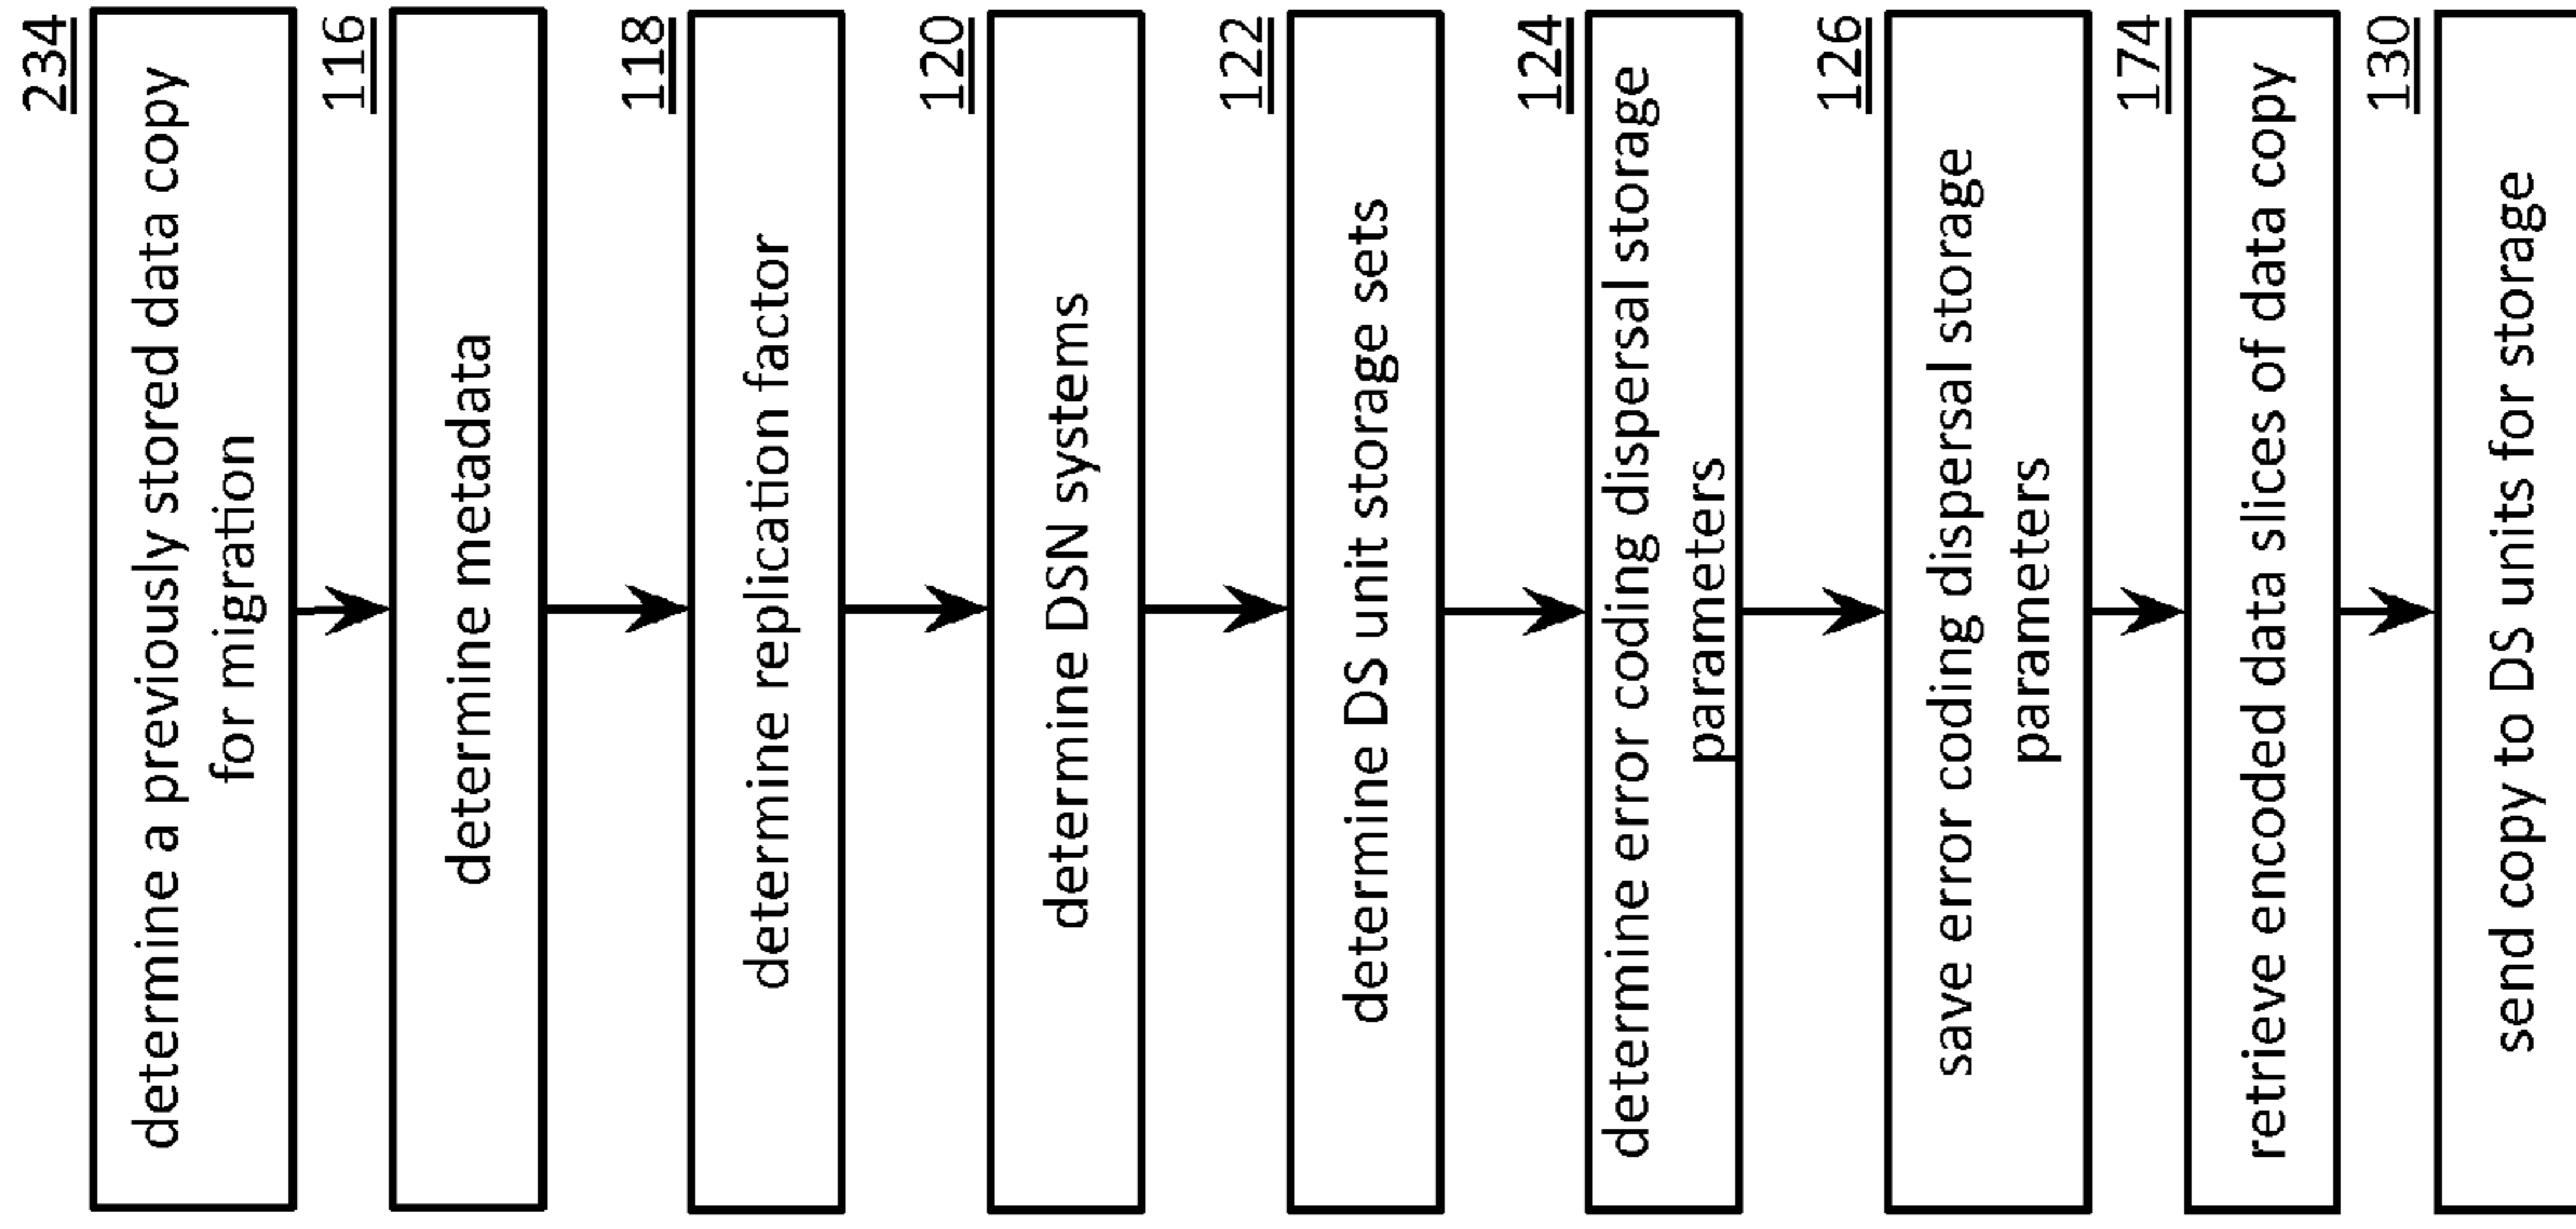 234
determine a previously stored data copy
for migration
116
determine metadata
118
determine replication factor
120
determine DSN systems
122
determine DS unit storage sets
124
determine error coding dispersal storage
parameters
126
save error coding dispersal storage
parameters
174
retrieve encoded data slices of data copy
130
send copy to DS units for storage